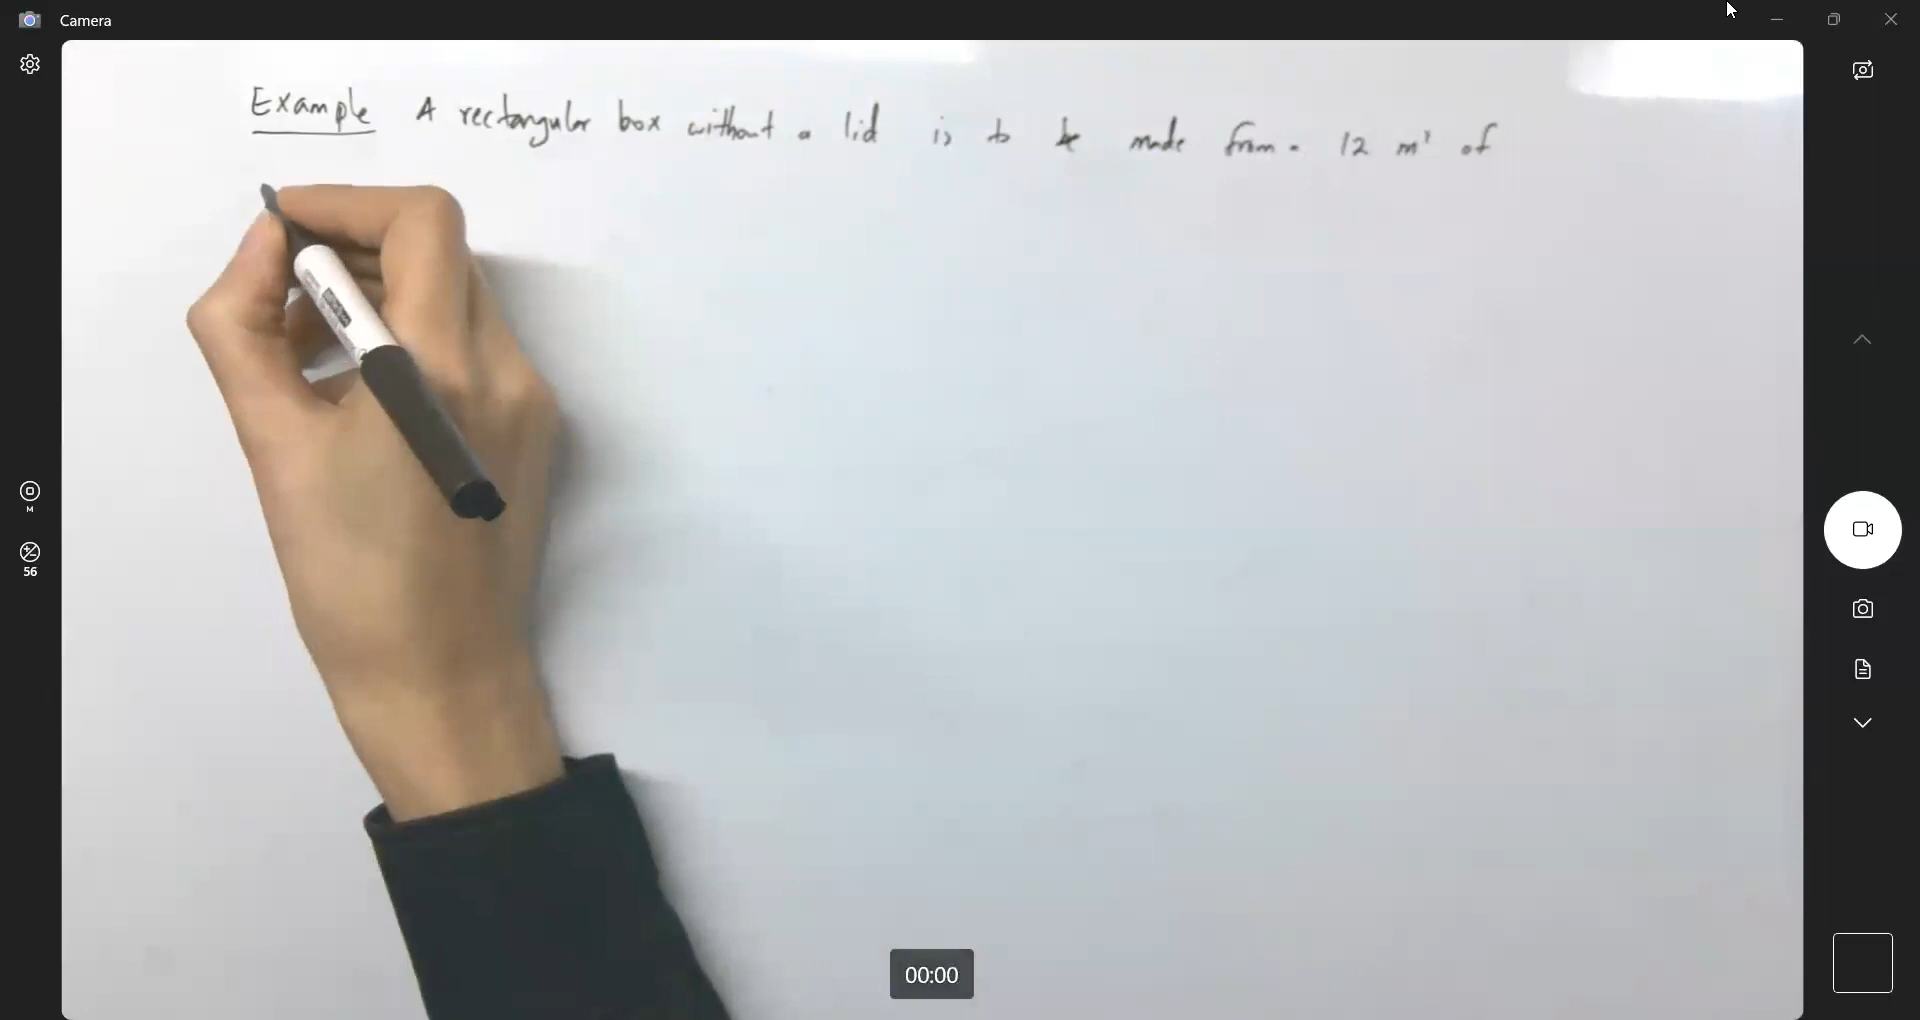 Camera
Example A rectangular box without a lid is to be made from a 12 m² of
56
00:00